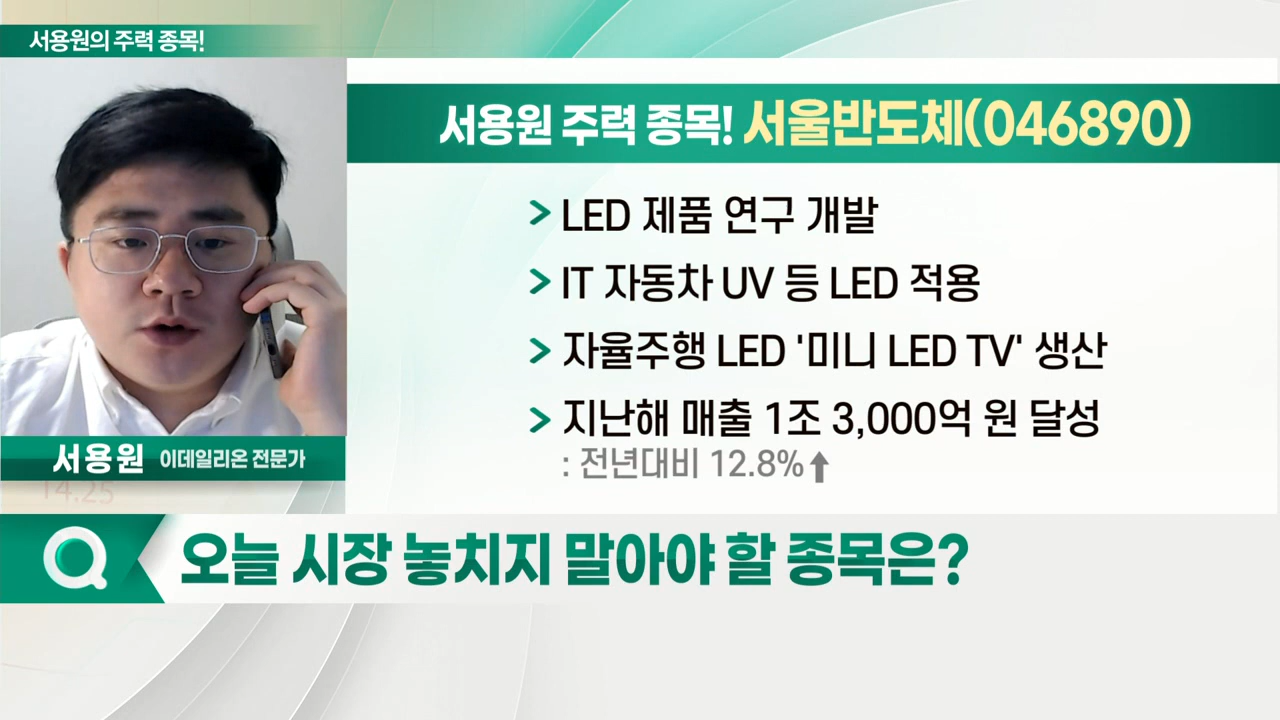 서용원의 주력 종목!
서용원 주력 종목! 서울반도체(046890)
> LED 제품 연구 개발
> IT 자동차 UV 등 LED 적용
> 자율주행 LED '미니 LED TV' 생산
> 지난해 매출 1조 3,000억 원 달성
: 전년대비 12.8%⬆
서용원 이데일리온 전문가
14.25
Q 오늘 시장 놓치지 말아야 할 종목은?